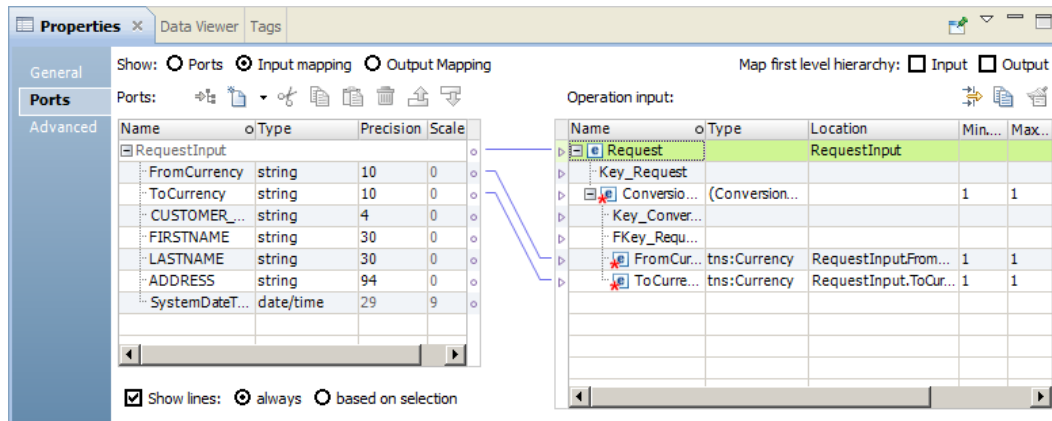 Properties Data Viewer Tags
General
Ports
Advanced
Show: Ports Input mapping Output Mapping
Map first level hierarchy: Input Output
Ports:
Operation input:
Name Type Precision Scale
RequestInput
FromCurrency string 10 0
ToCurrency string 10 0
CUSTOMER_... string 4 0
FIRSTNAME string 30 0
LASTNAME string 30 0
ADDRESS string 94 0
SystemDateT... date/time 29 9
Name Type Location Min.... Max...
Request RequestInput
Key_Request
Conversio... (Conversion... 1 1
Key_Conver...
FKey_Requ...
FromCur... tns:Currency RequestInput.From... 1 1
ToCurre... tns:Currency RequestInput.ToCur... 1 1
Show lines: always based on selection